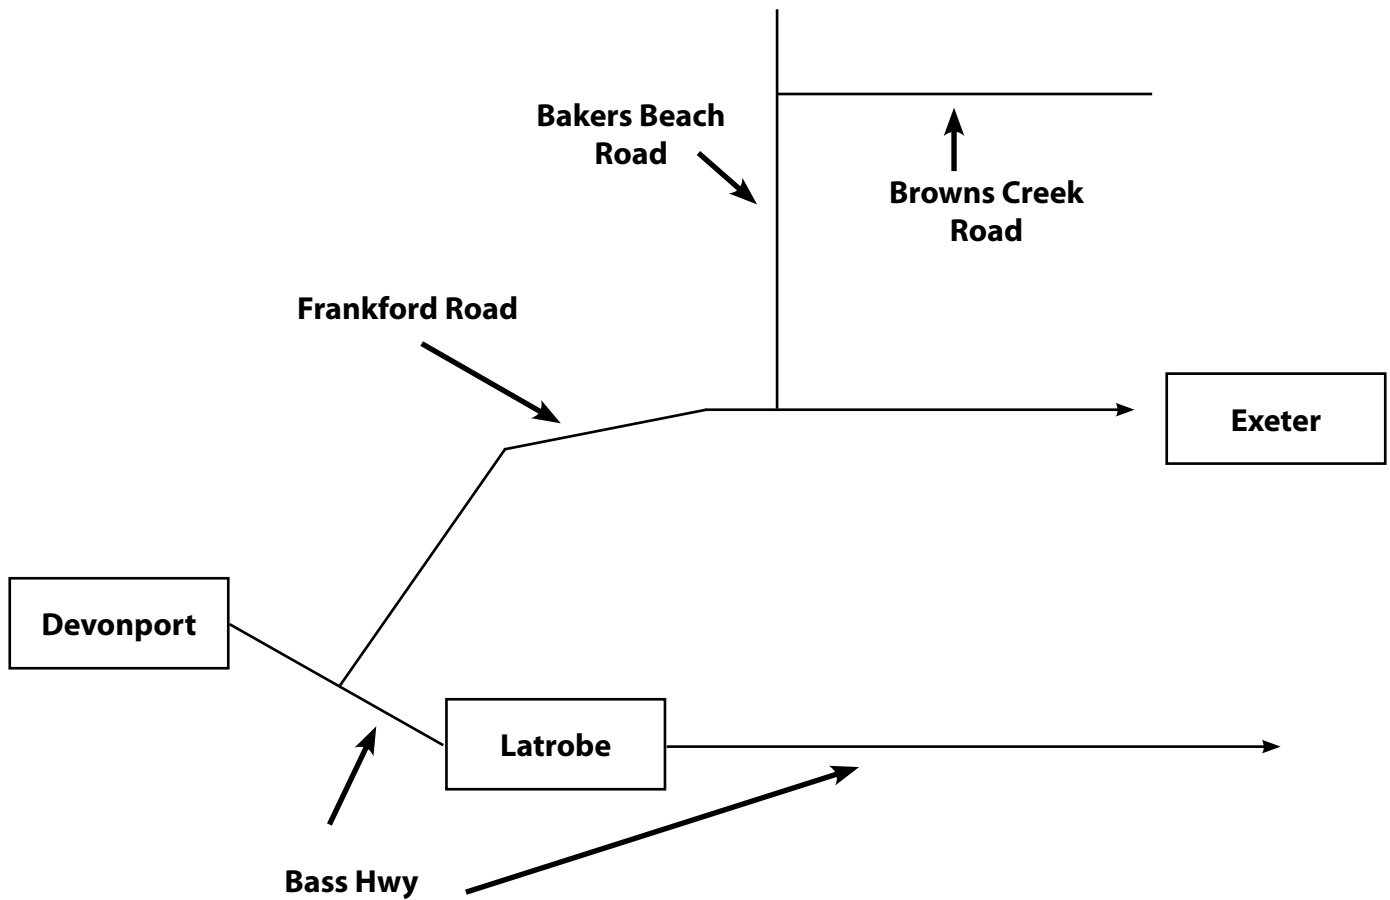 Bakers Beach
Road
Browns Creek
Road
Frankford Road
Exeter
Devonport
Latrobe
Bass Hwy